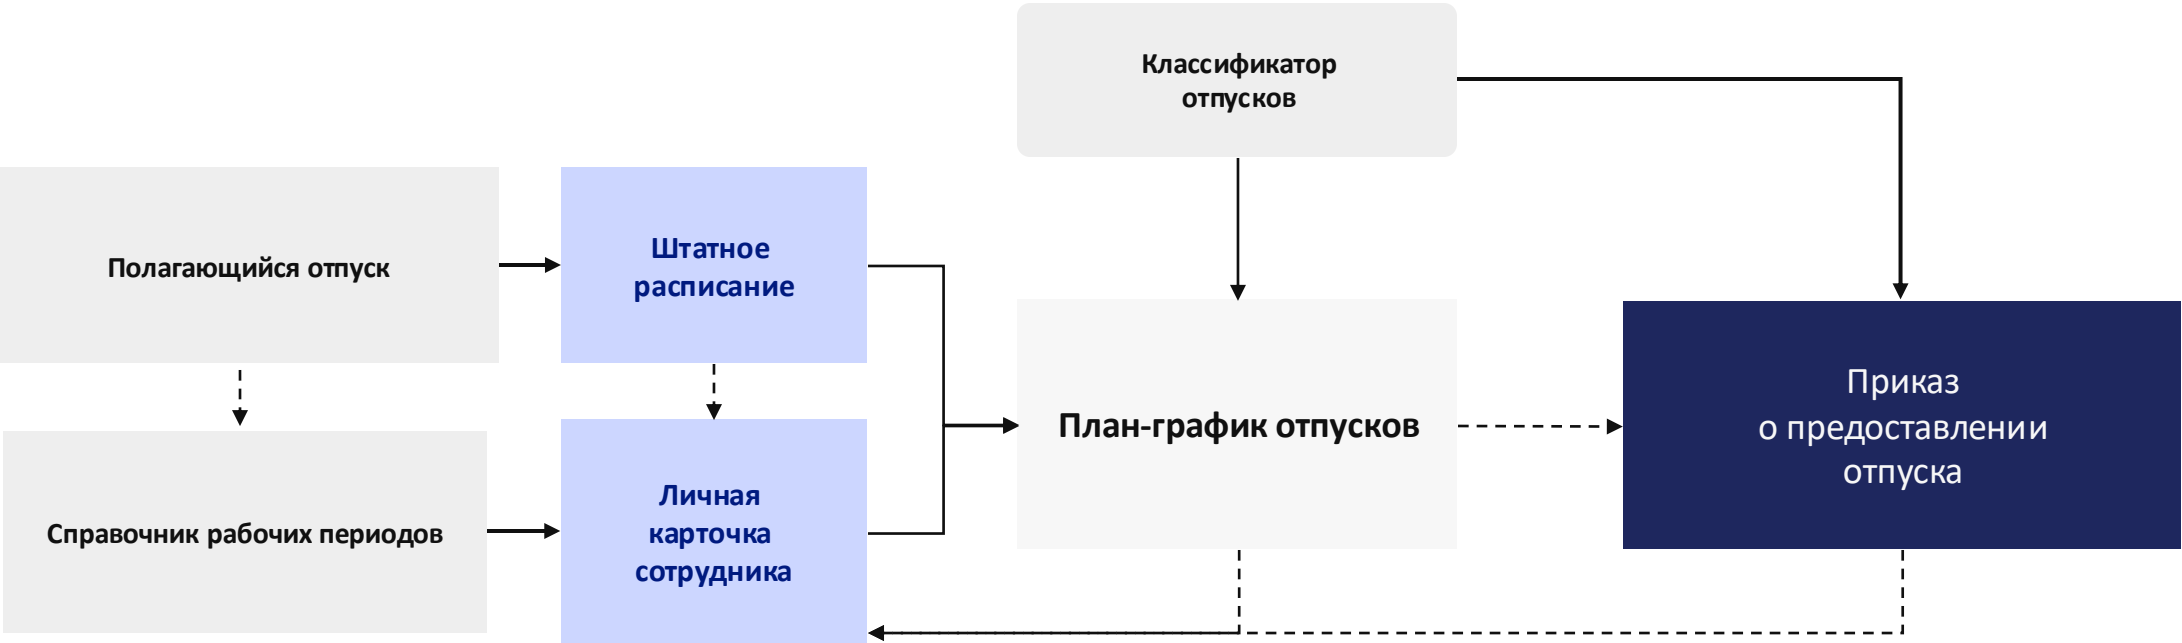 Классификатор
отпусков
Полагающийся отпуск
Штатное
расписание
Справочник рабочих периодов
Личная
карточка
сотрудника
План-график отпусков
Приказ
о предоставлении
отпуска